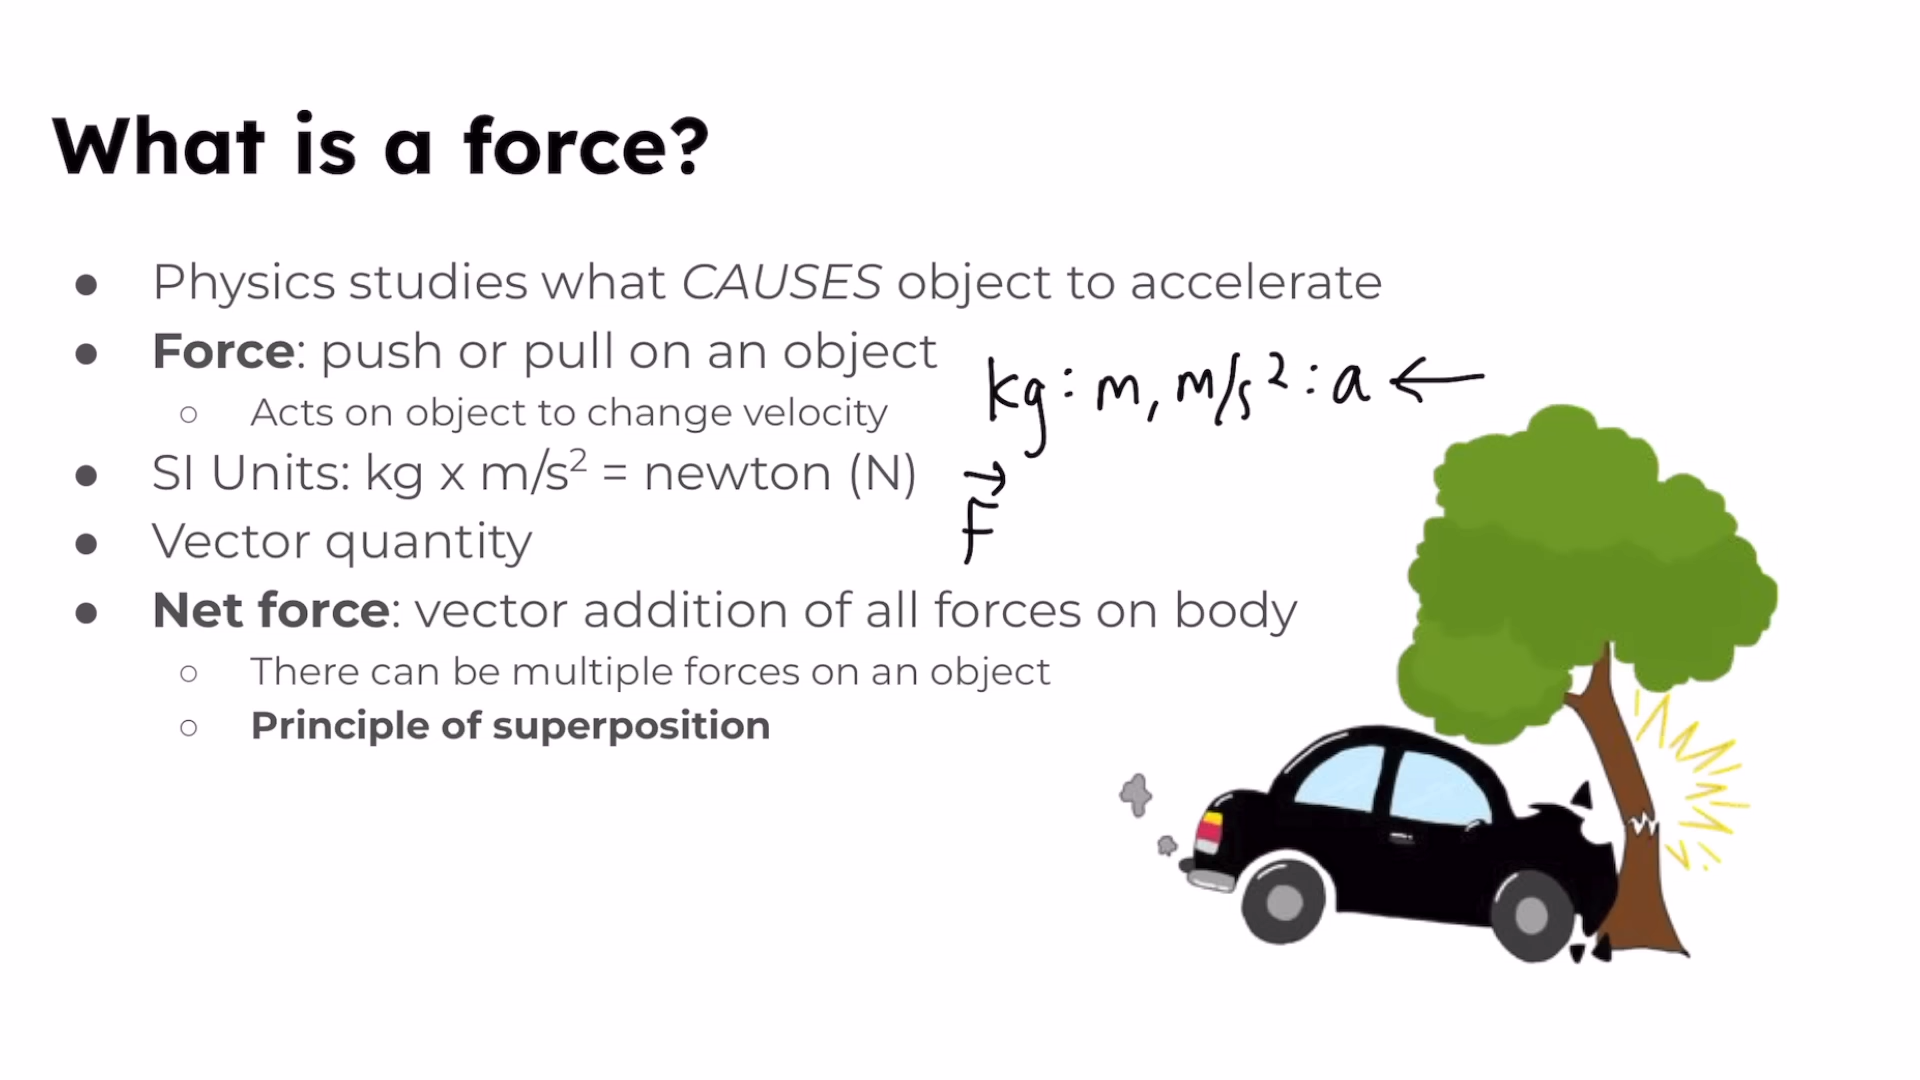 What is a force?
● Physics studies what CAUSES object to accelerate
● Force: push or pull on an object
kg: m, m/s²: a ←
○ Acts on object to change velocity
● SI Units: kg x m/s² = newton (N)
● Vector quantity
F⃗
● Net force: vector addition of all forces on body
○ There can be multiple forces on an object
○ Principle of superposition